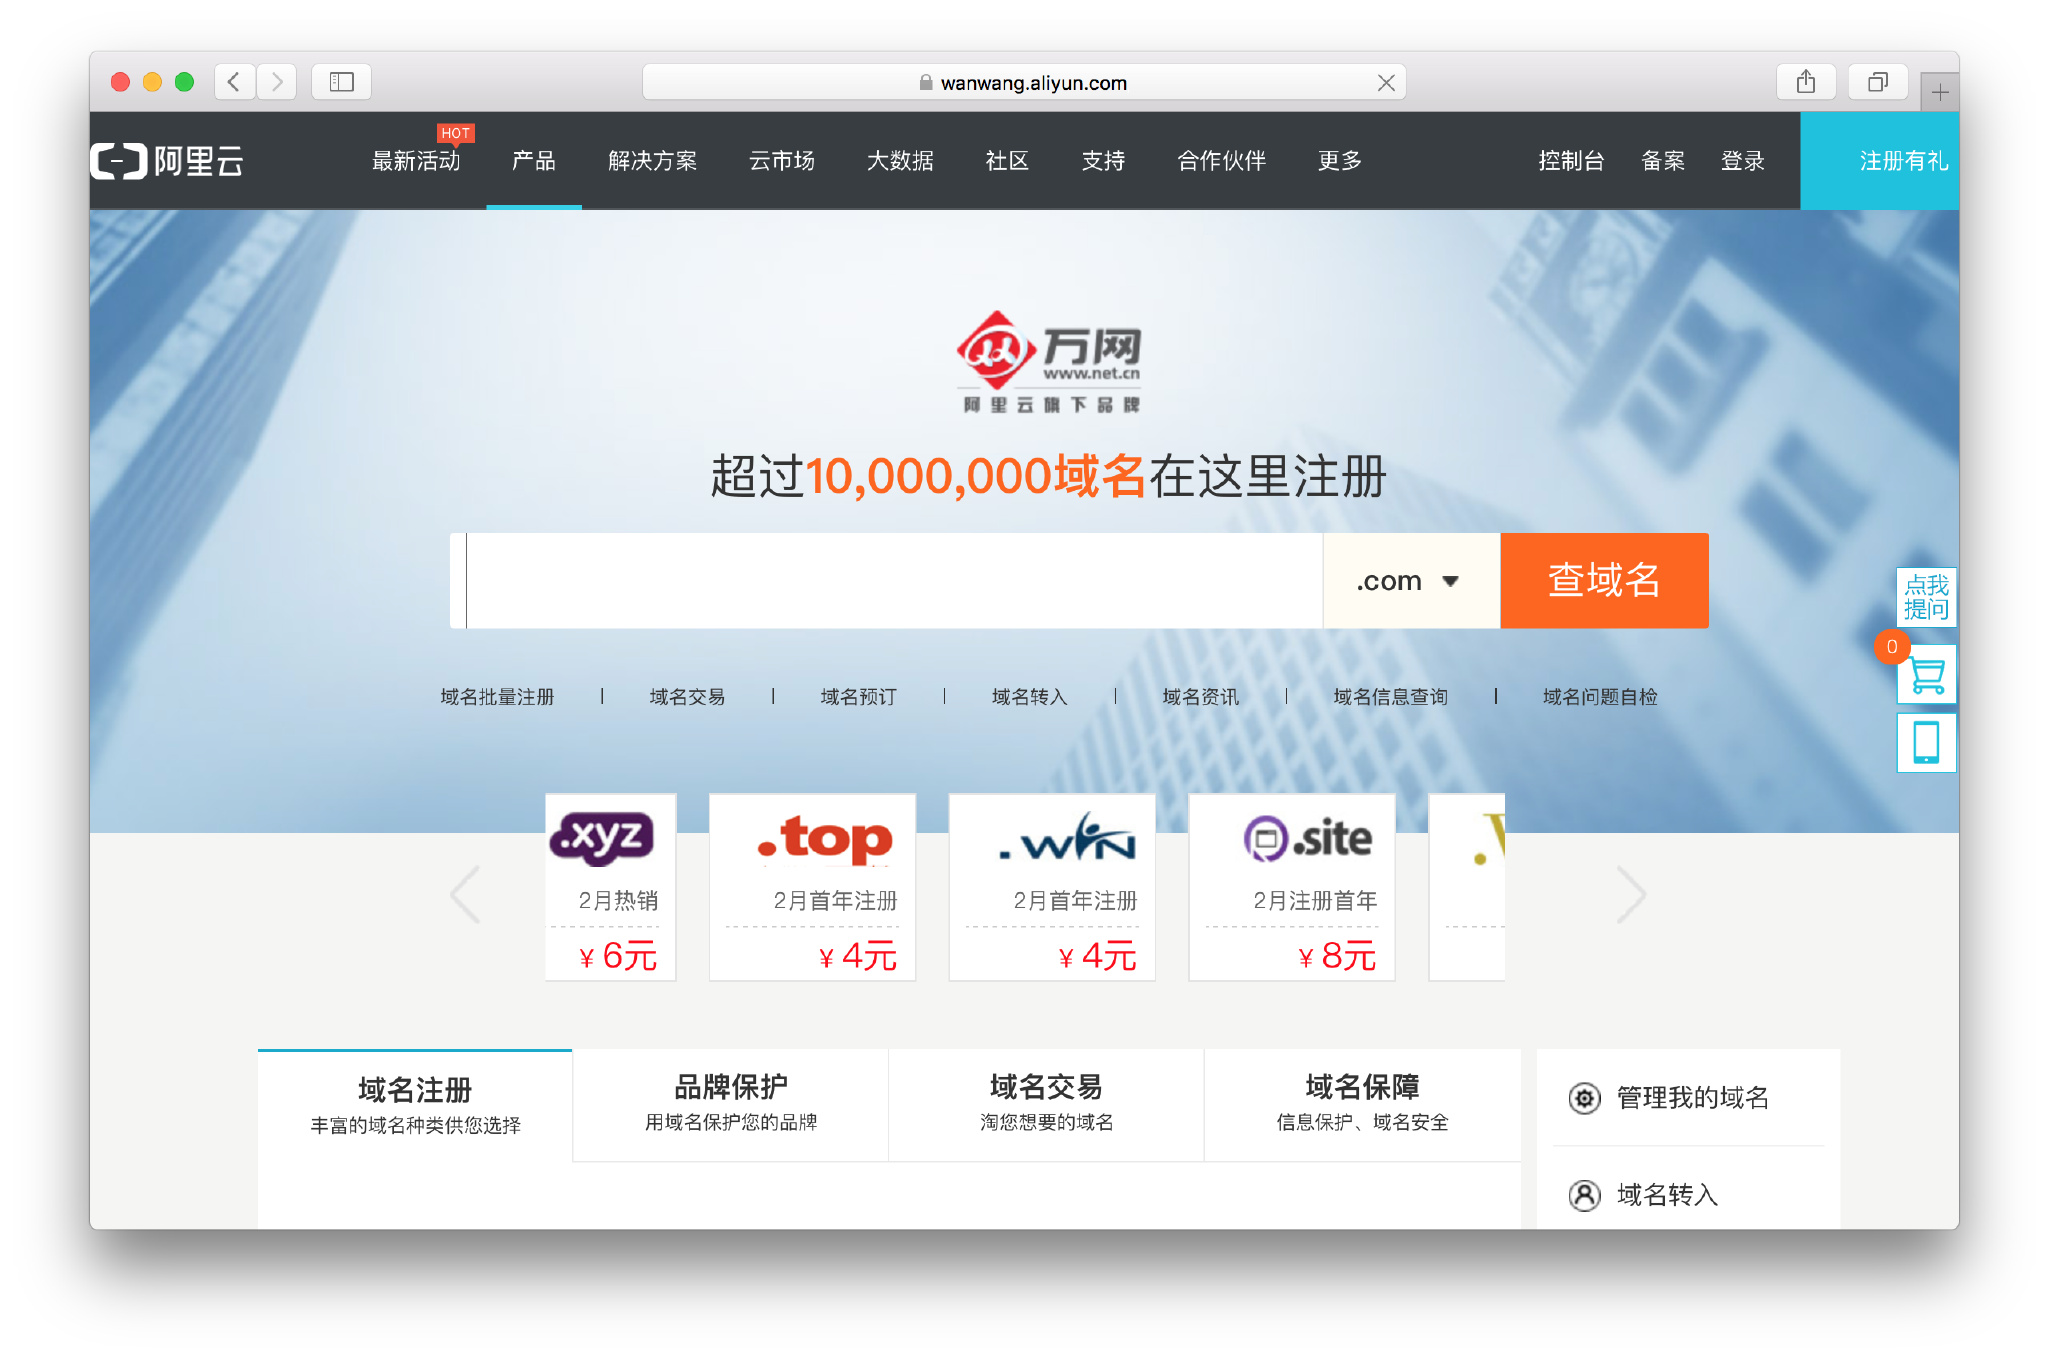 wanwang.aliyun.com
HOT
阿里云
最新活动 产品 解决方案 云市场 大数据 社区 支持 合作伙伴 更多 控制台 备案 登录 注册有礼
万网
www.net.cn
阿里云旗下品牌
超过10,000,000域名在这里注册
.com 查域名
点我
提问
0
域名批量注册 | 域名交易 | 域名预订 | 域名转入 | 域名资讯 | 域名信息查询 | 域名问题自检
.xyz .top .WIN .site
2月热销 2月首年注册 2月首年注册 2月注册首年
¥ 6元 ¥ 4元 ¥ 4元 ¥ 8元
域名注册 品牌保护 域名交易 域名保障
丰富的域名种类供您选择 用域名保护您的品牌 淘您想要的域名 信息保护、域名安全
管理我的域名
域名转入